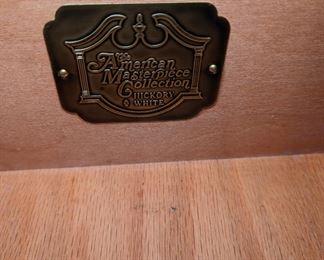 The
American
Masterpiece
Collection
HICKORY
WHITE